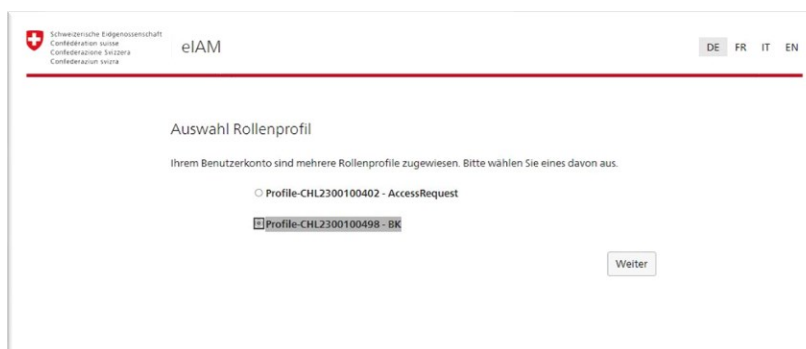 Schweizerische Eidgenossenschaft
Confédération suisse
Confederazione Svizzera
Confederaziun svizra
eIAM
DE FR IT EN
Auswahl Rollenprofil
Ihrem Benutzerkonto sind mehrere Rollenprofile zugewiesen. Bitte wählen Sie eines davon aus.
Profile-CHL2300100402 - AccessRequest
Profile-CHL2300100498 - BK
Weiter